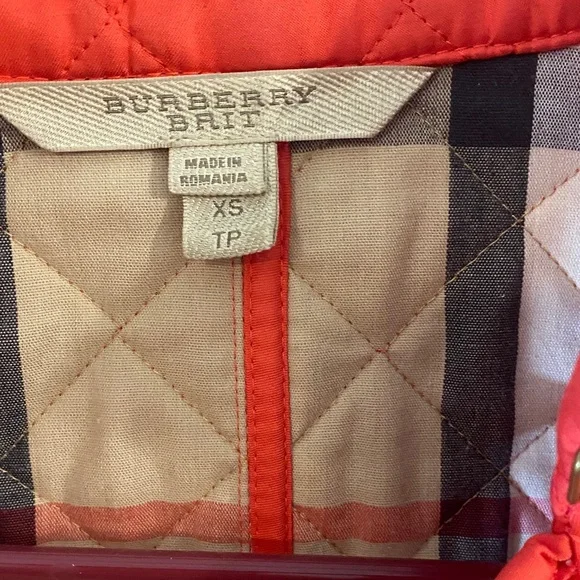 BURBERRY
BRIT
MADE IN
ROMANIA
XS
TP